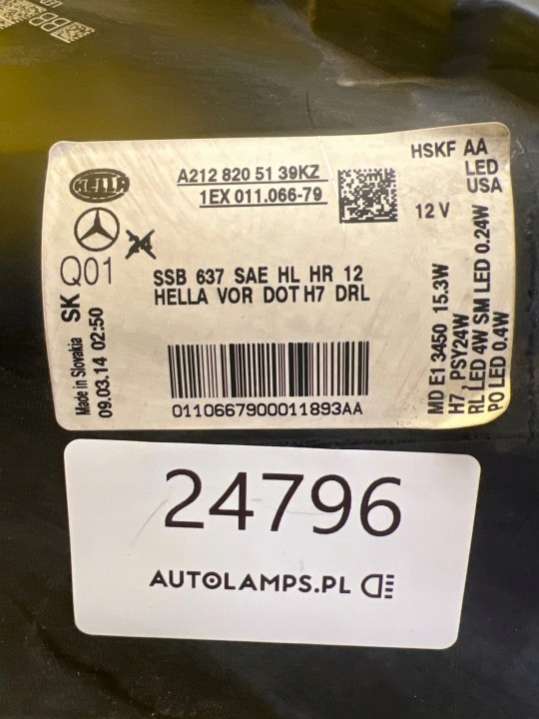 HELLA
A212 820 51 39KZ
1EX 011.066-79
HSKF AA
LED
USA
12 V
Q01
SK
Made in Slovakia
09.03.14 02:50
SSB 637 SAE HL HR 12
HELLA VOR DOT H7 DRL
MD E1 3450 15.3W
H7 PSY24W
RL LED 4W SM LED 0.24W
PO LED 0.4W
0110667900011893AA
24796
AUTOLAMPS.PL